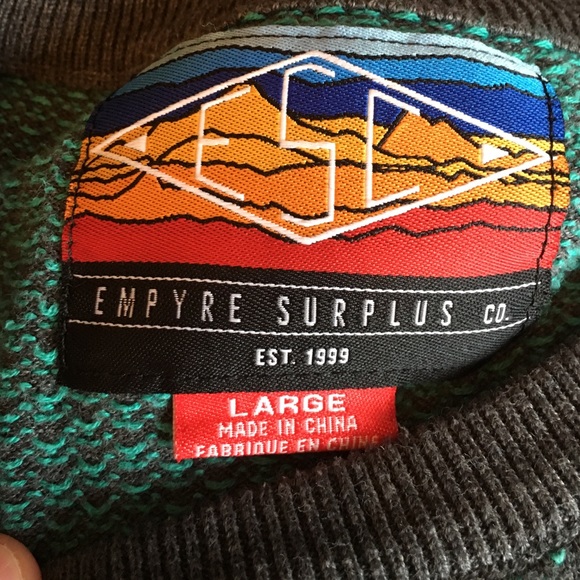 ESC
EMPYRE SURPLUS CO.
EST. 1999
LARGE
MADE IN CHINA
FABRIQUE EN CHINE